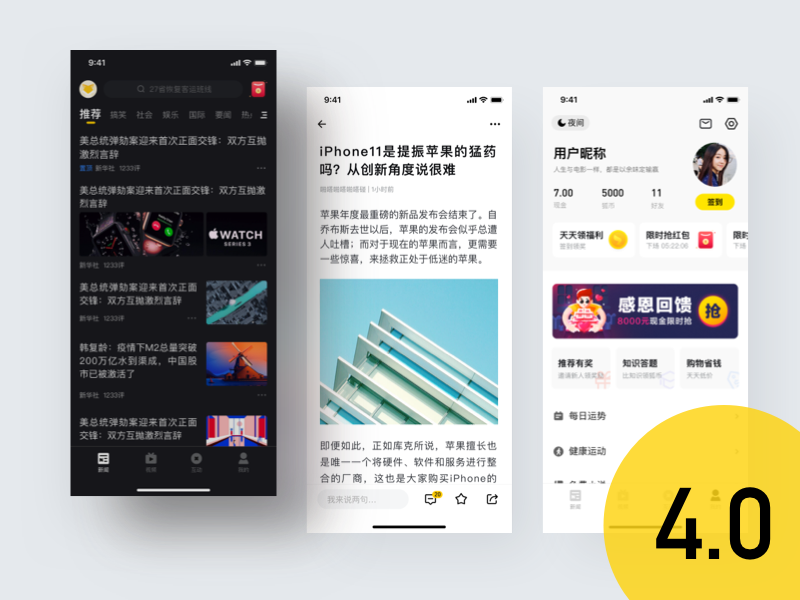 9:41
27省恢复客运班线
推荐 搞笑 社会 娱乐 国际 要闻 热
美总统弹劾案迎来首次正面交锋：双方互抛
激烈言辞
置顶 新华社 1233评
美总统弹劾案迎来首次正面交锋：双方互抛激
烈言辞
WATCH
SERIES 3
新华社 1233评
美总统弹劾案迎来首次正面
交锋：双方互抛激烈言辞
新华社 1233评
韩复龄：疫情下M2总量突破
200万亿水到渠成，中国股
市已被激活了
新华社 1233评
美总统弹劾案迎来首次正面
交锋：双方互抛激烈言辞
新闻 视频 互动 我的
9:41
iPhone11是提振苹果的猛药
吗？从创新角度说很难
嘚嘚嘚嘚嘚 | 1小时前
苹果年度最重磅的新品发布会结束了。自
乔布斯去世以后，苹果的发布会似乎总遭
人吐槽；而对于现在的苹果而言，更需要
一些惊喜，来拯救正处于低迷的苹果。
即便如此，正如库克所说，苹果擅长也
是唯一一个将硬件、软件和服务进行整
合的厂商，这也是大家购买iPhone的
我来说两句...
20
9:41
夜间
用户昵称
人生与电影一样，都是以余味定输赢
签到
7.00 5000 11
现金 金币 好友
天天领福利
签到领奖
限时抢红包
下场 05:22:06
限时
下场
感恩回馈
8000元现金限时抢
抢
推荐有奖
邀请新人领奖励
知识答题
比知识领金币
购物省钱
天天低价
每日运势
健康运动
新闻
4.0